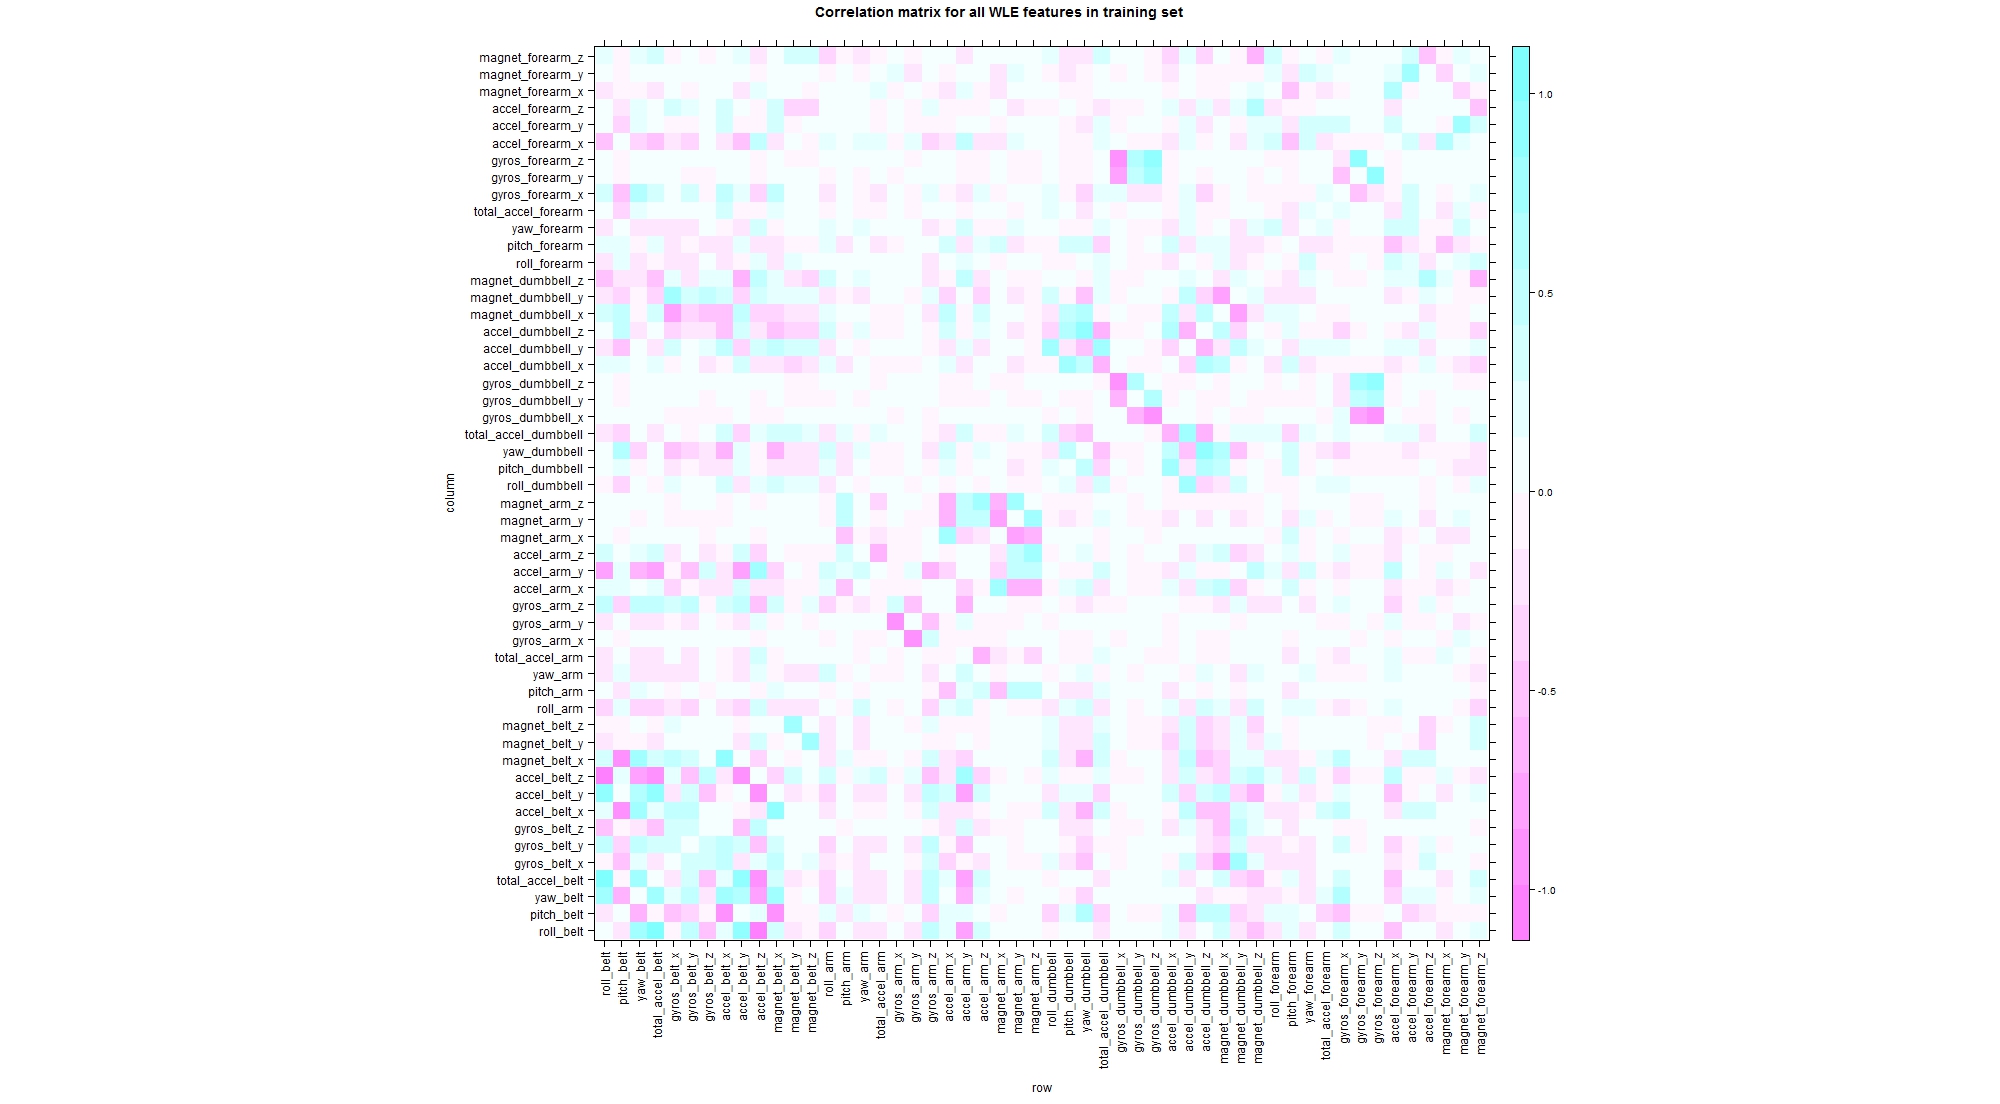 Correlation matrix for all WLE features in training set
magnet_forearm_z
magnet_forearm_y
magnet_forearm_x
accel_forearm_z
accel_forearm_y
accel_forearm_x
gyros_forearm_z
gyros_forearm_y
gyros_forearm_x
total_accel_forearm
yaw_forearm
pitch_forearm
roll_forearm
magnet_dumbbell_z
magnet_dumbbell_y
magnet_dumbbell_x
accel_dumbbell_z
accel_dumbbell_y
accel_dumbbell_x
gyros_dumbbell_z
gyros_dumbbell_y
gyros_dumbbell_x
total_accel_dumbbell
yaw_dumbbell
pitch_dumbbell
roll_dumbbell
magnet_arm_z
magnet_arm_y
magnet_arm_x
accel_arm_z
accel_arm_y
accel_arm_x
gyros_arm_z
gyros_arm_y
gyros_arm_x
total_accel_arm
yaw_arm
pitch_arm
roll_arm
magnet_belt_z
magnet_belt_y
magnet_belt_x
accel_belt_z
accel_belt_y
accel_belt_x
gyros_belt_z
gyros_belt_y
gyros_belt_x
total_accel_belt
yaw_belt
pitch_belt
roll_belt
column
roll_belt
pitch_belt
yaw_belt
total_accel_belt
gyros_belt_x
gyros_belt_y
gyros_belt_z
accel_belt_x
accel_belt_y
accel_belt_z
magnet_belt_x
magnet_belt_y
magnet_belt_z
roll_arm
pitch_arm
yaw_arm
total_accel_arm
gyros_arm_x
gyros_arm_y
gyros_arm_z
accel_arm_x
accel_arm_y
accel_arm_z
magnet_arm_x
magnet_arm_y
magnet_arm_z
roll_dumbbell
pitch_dumbbell
yaw_dumbbell
total_accel_dumbbell
gyros_dumbbell_x
gyros_dumbbell_y
gyros_dumbbell_z
accel_dumbbell_x
accel_dumbbell_y
accel_dumbbell_z
magnet_dumbbell_x
magnet_dumbbell_y
magnet_dumbbell_z
roll_forearm
pitch_forearm
yaw_forearm
total_accel_forearm
gyros_forearm_x
gyros_forearm_y
gyros_forearm_z
accel_forearm_x
accel_forearm_y
accel_forearm_z
magnet_forearm_x
magnet_forearm_y
magnet_forearm_z
row
1.0
0.5
0.0
-0.5
-1.0